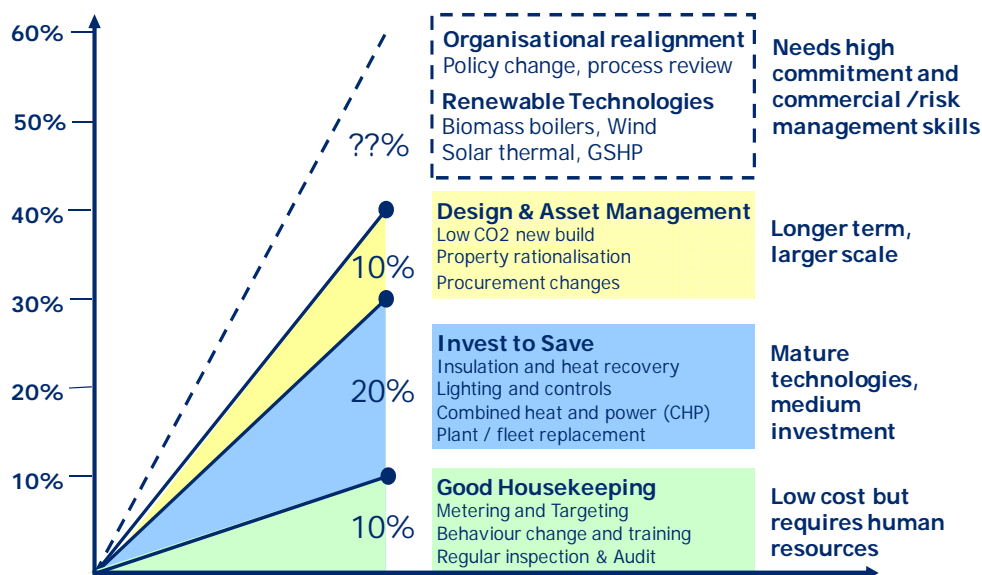 60%
50%
40%
30%
20%
10%
??%
10%
20%
10%
Organisational realignment
Policy change, process review
Renewable Technologies
Biomass boilers, Wind
Solar thermal, GSHP
Needs high
commitment and
commercial /risk
management skills
Design & Asset Management
Low CO2 new build
Property rationalisation
Procurement changes
Longer term,
larger scale
Invest to Save
Insulation and heat recovery
Lighting and controls
Combined heat and power (CHP)
Plant / fleet replacement
Mature
technologies,
medium
investment
Good Housekeeping
Metering and Targeting
Behaviour change and training
Regular inspection & Audit
Low cost but
requires human
resources